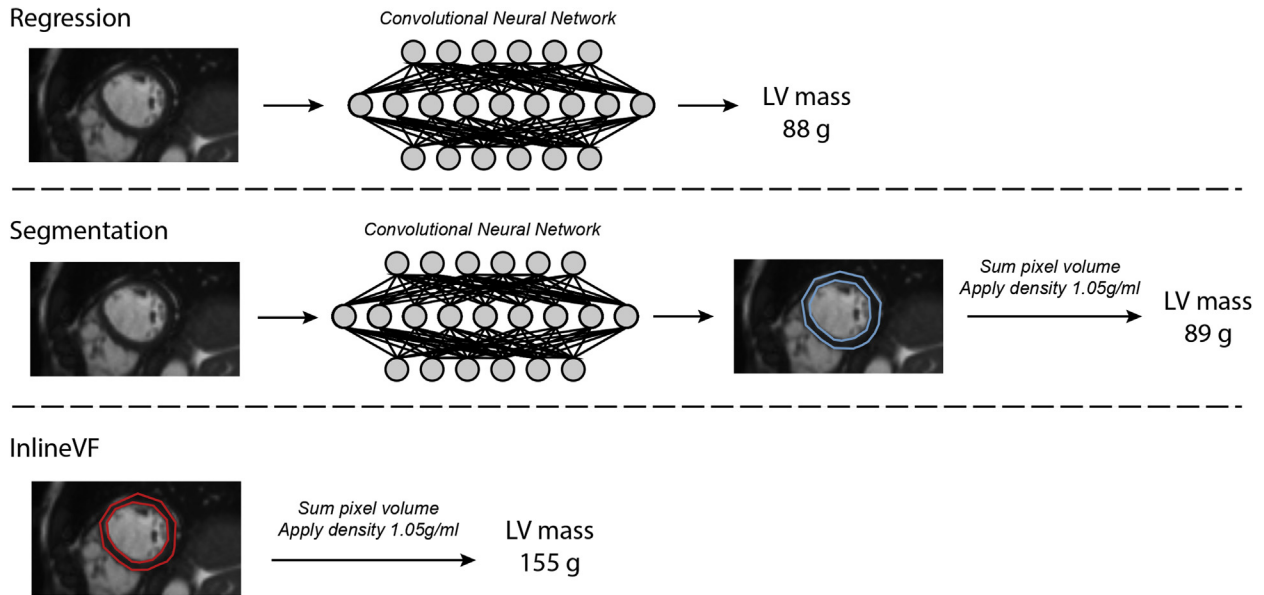 Regression
Convolutional Neural Network
LV mass
88 g
Segmentation
Convolutional Neural Network
Sum pixel volume
Apply density 1.05g/ml
LV mass
89 g
InlineVF
Sum pixel volume
Apply density 1.05g/ml
LV mass
155 g